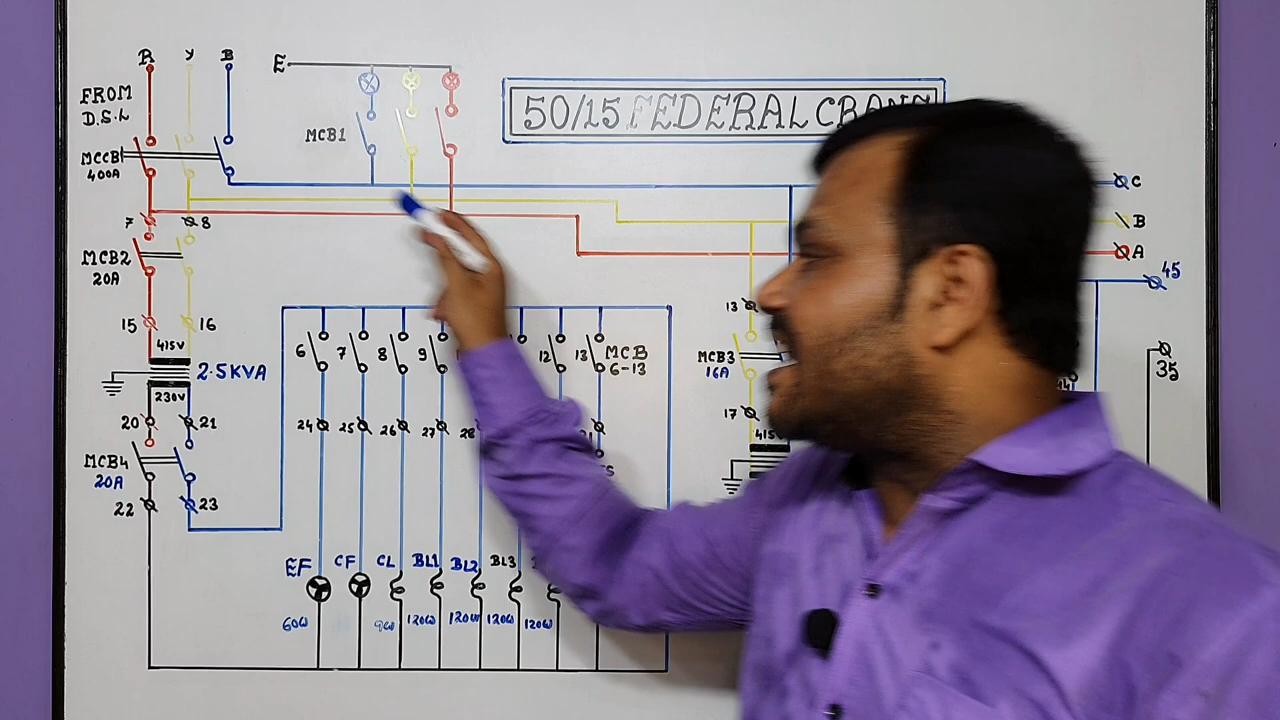 R Y B
E
FROM
D.S.L
50/15 FEDERAL CRANE
MCB1
MCCB
400A
C
7 8
B
A
MCB2
20A
45
13
15 16
415V
6 7 8 9 12 13 MCB
6-13
MCB3
16A
35
2.5KVA
230V
17
20 21
24 25 26 27 28
415V
MCB4
20A
22 23
EF CF CL BL1 BL2 BL3
60W 9W 120W 120W 120W 120W